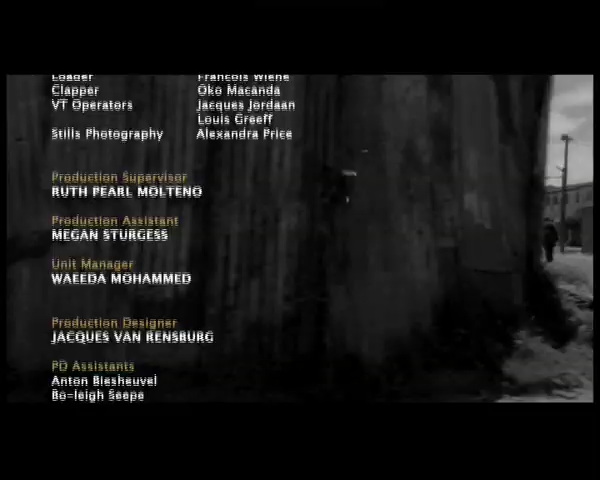 Loader Francois Wiene
Clapper Oko Macanda
VT Operators Jacques Jordaan
Louis Greeff
Stills Photography Alexandra Price
Production Supervisor
RUTH PEARL MOLTENO
Production Assistant
MEGAN STURGESS
Unit Manager
WAEEDA MOHAMMED
Production Designer
JACQUES VAN RENSBURG
PD Assistants
Anton Biesheuvel
Bo-leigh Seepe